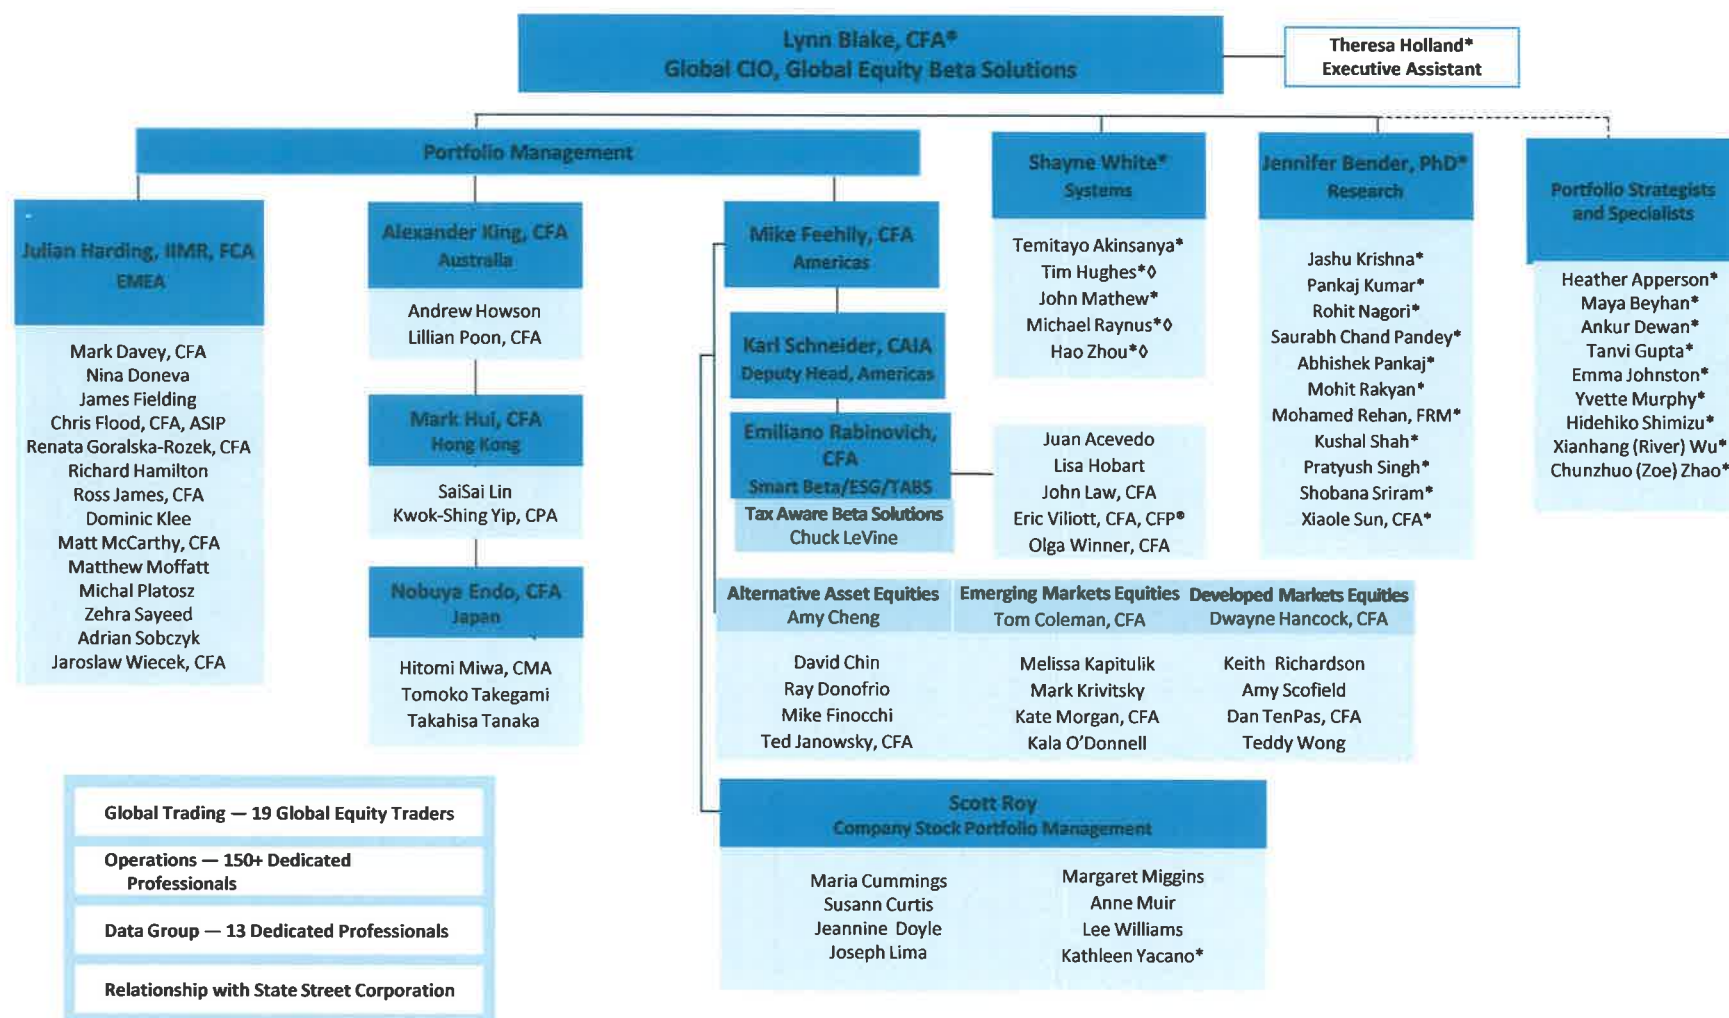 Lynn Blake, CFA*
Global CIO, Global Equity Beta Solutions
Theresa Holland*
Executive Assistant
Portfolio Management
Julian Harding, IIMR, FCA
EMEA
Mark Davey, CFA
Nina Doneva
James Fielding
Chris Flood, CFA, ASIP
Renata Goralska-Rozek, CFA
Richard Hamilton
Ross James, CFA
Dominic Klee
Matt McCarthy, CFA
Matthew Moffatt
Michal Platosz
Zehra Sayeed
Adrian Sobczyk
Jaroslaw Wiecek, CFA
Alexander King, CFA
Australia
Andrew Howson
Lillian Poon, CFA
Mark Hui, CFA
Hong Kong
SaiSai Lin
Kwok-Shing Yip, CPA
Nobuya Endo, CFA
Japan
Hitomi Miwa, CMA
Tomoko Takegami
Takahisa Tanaka
Mike Feehily, CFA
Americas
Karl Schneider, CAIA
Deputy Head, Americas
Emiliano Rabinovich,
CFA
Smart Beta/ESG/TABS
Tax Aware Beta Solutions
Chuck LeVine
Juan Acevedo
Lisa Hobart
John Law, CFA
Eric Viliott, CFA, CFP®
Olga Winner, CFA
Shayne White*
Systems
Temitayo Akinsanya*
Tim Hughes*◊
John Mathew*
Michael Raynus*◊
Hao Zhou*◊
Jennifer Bender, PhD*
Research
Jashu Krishna*
Pankaj Kumar*
Rohit Nagori*
Saurabh Chand Pandey*
Abhishek Pankaj*
Mohit Rakyan*
Mohamed Rehan, FRM*
Kushal Shah*
Pratyush Singh*
Shobana Sriram*
Xiaole Sun, CFA*
Portfolio Strategists
and Specialists
Heather Apperson*
Maya Beyhan*
Ankur Dewan*
Tanvi Gupta*
Emma Johnston*
Yvette Murphy*
Hidehiko Shimizu*
Xianhang (River) Wu*
Chunzhuo (Zoe) Zhao*
Alternative Asset Equities
Amy Cheng
David Chin
Ray Donofrio
Mike Finocchi
Ted Janowsky, CFA
Emerging Markets Equities
Tom Coleman, CFA
Melissa Kapitulik
Mark Krivitsky
Kate Morgan, CFA
Kala O'Donnell
Developed Markets Equities
Dwayne Hancock, CFA
Keith Richardson
Amy Scofield
Dan TenPas, CFA
Teddy Wong
Scott Roy
Company Stock Portfolio Management
Maria Cummings
Susann Curtis
Jeannine Doyle
Joseph Lima
Margaret Miggins
Anne Muir
Lee Williams
Kathleen Yacano*
Global Trading — 19 Global Equity Traders
Operations — 150+ Dedicated
Professionals
Data Group — 13 Dedicated Professionals
Relationship with State Street Corporation